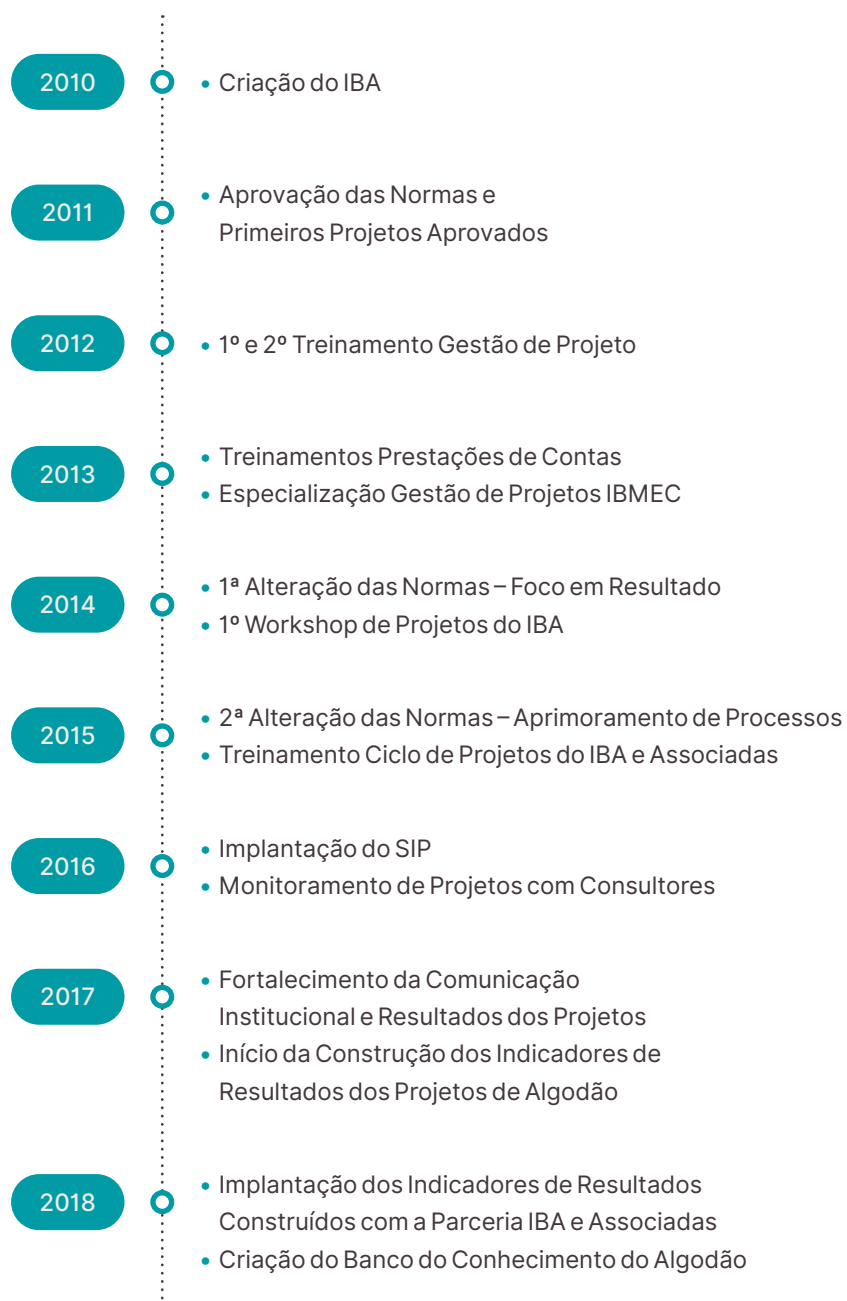 2010
• Criação do IBA
2011
• Aprovação das Normas e
Primeiros Projetos Aprovados
2012
• 1º e 2º Treinamento Gestão de Projeto
2013
• Treinamentos Prestações de Contas
• Especialização Gestão de Projetos IBMEC
2014
• 1ª Alteração das Normas – Foco em Resultado
• 1º Workshop de Projetos do IBA
2015
• 2ª Alteração das Normas – Aprimoramento de Processos
• Treinamento Ciclo de Projetos do IBA e Associadas
2016
• Implantação do SIP
• Monitoramento de Projetos com Consultores
2017
• Fortalecimento da Comunicação
Institucional e Resultados dos Projetos
• Início da Construção dos Indicadores de
Resultados dos Projetos de Algodão
2018
• Implantação dos Indicadores de Resultados
Construídos com a Parceria IBA e Associadas
• Criação do Banco do Conhecimento do Algodão